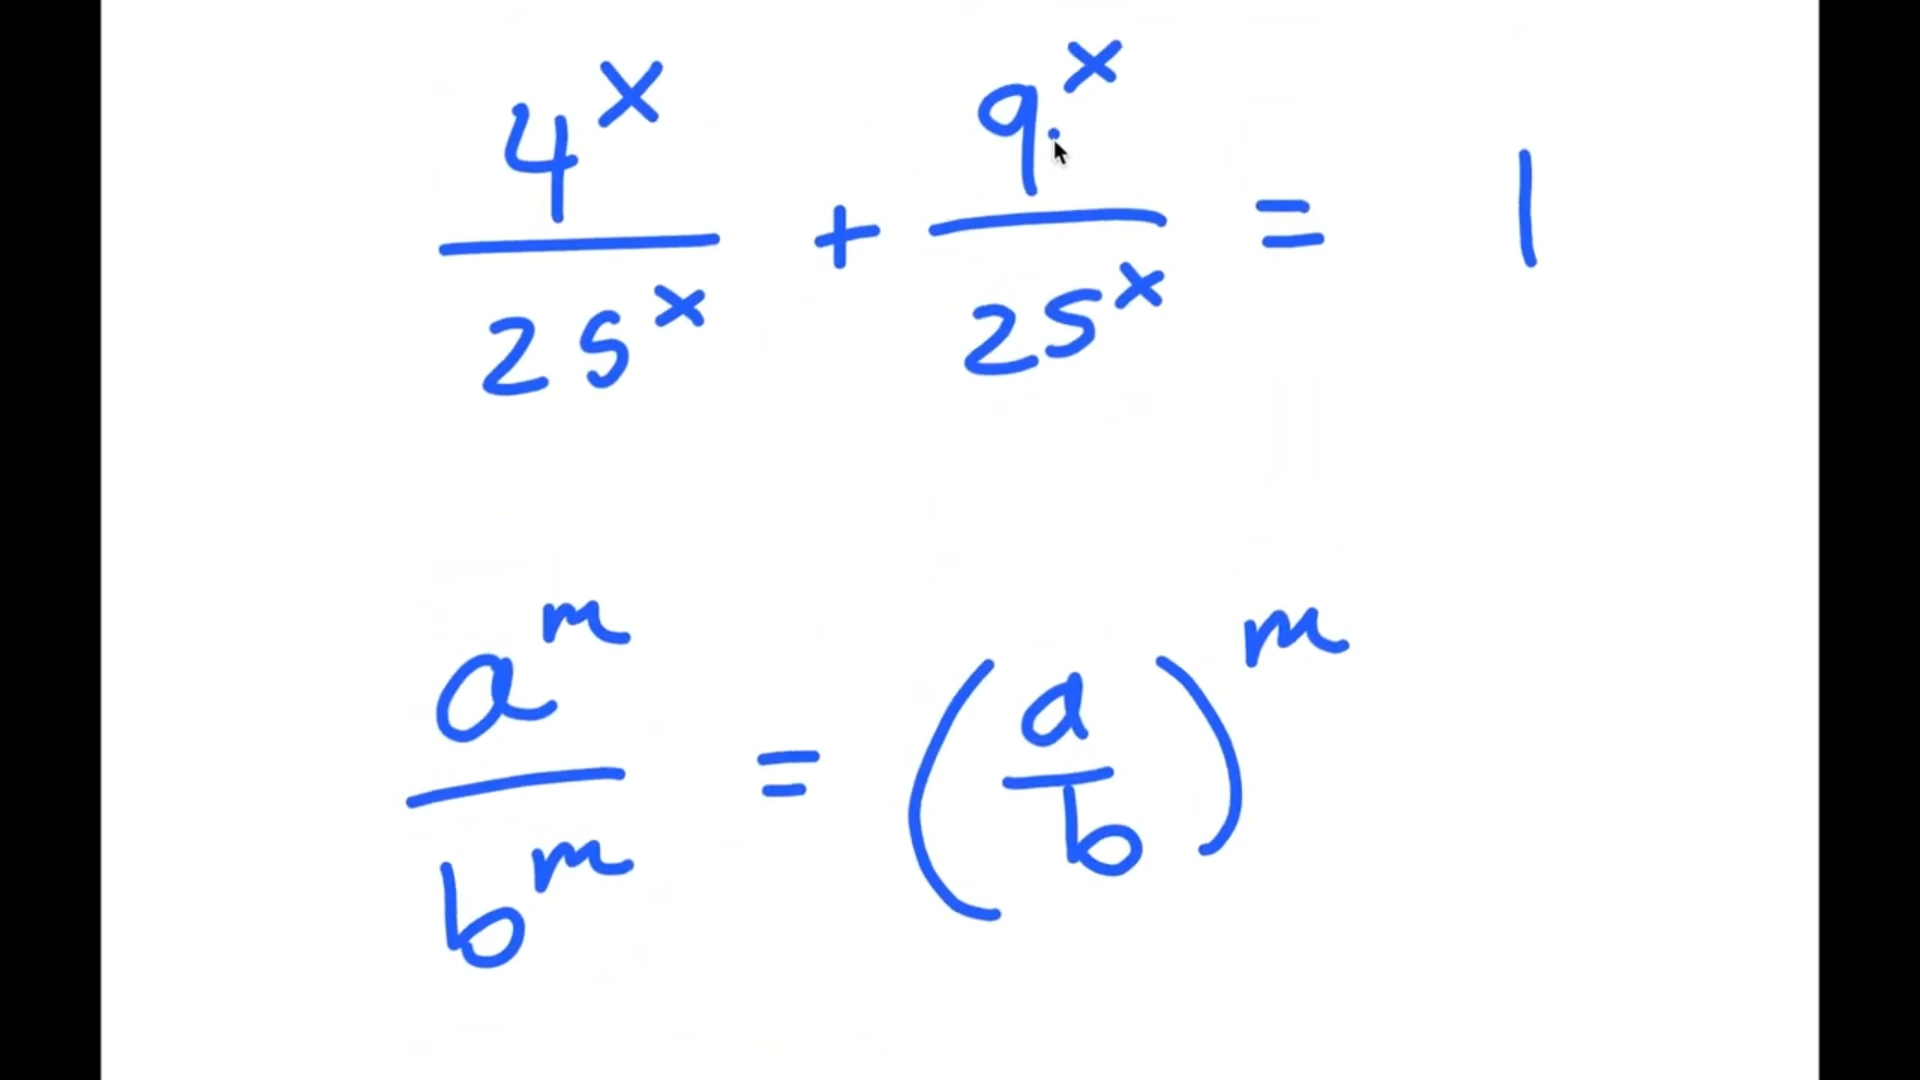 4^x/25^x + 9^x/25^x = 1
a^m/b^m = (a/b)^m